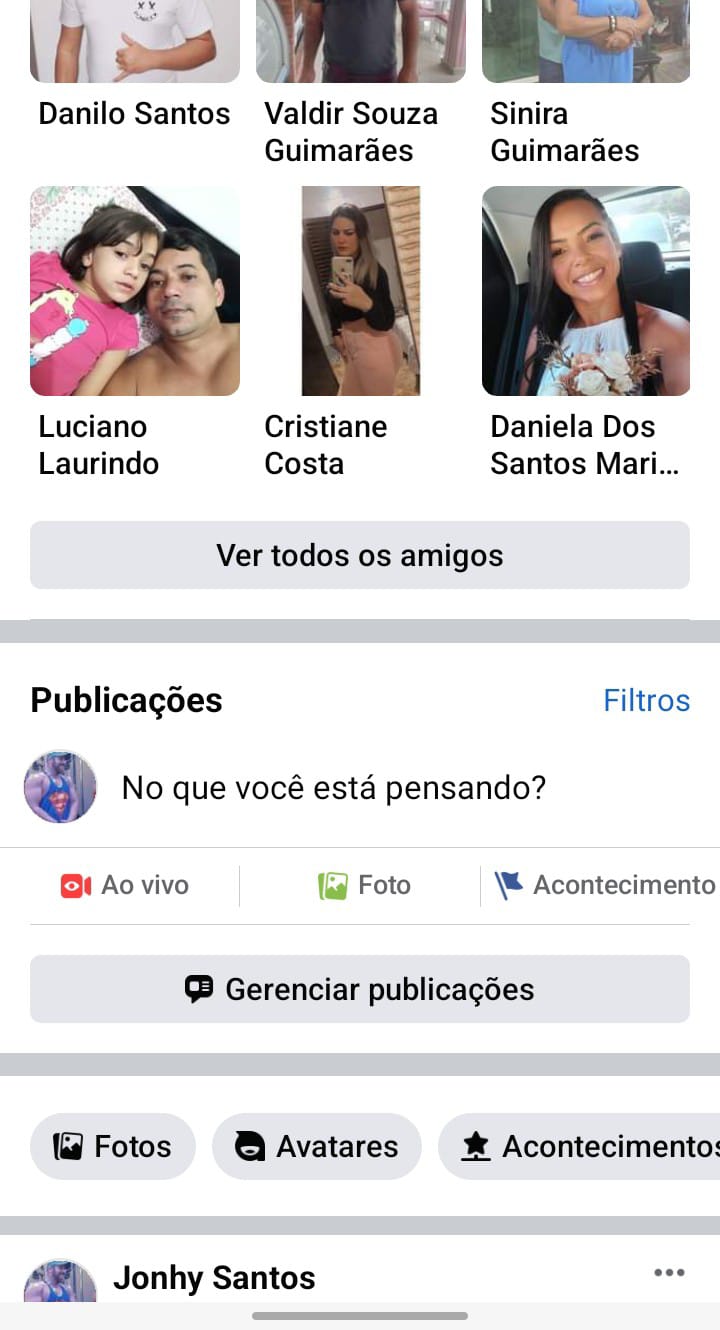 Danilo Santos
Valdir Souza
Guimarães
Sinira
Guimarães
Luciano
Laurindo
Cristiane
Costa
Daniela Dos
Santos Mari...
Ver todos os amigos
Publicações
Filtros
No que você está pensando?
Ao vivo
Foto
Acontecimento
Gerenciar publicações
Fotos
Avatares
Acontecimentos
Jonhy Santos